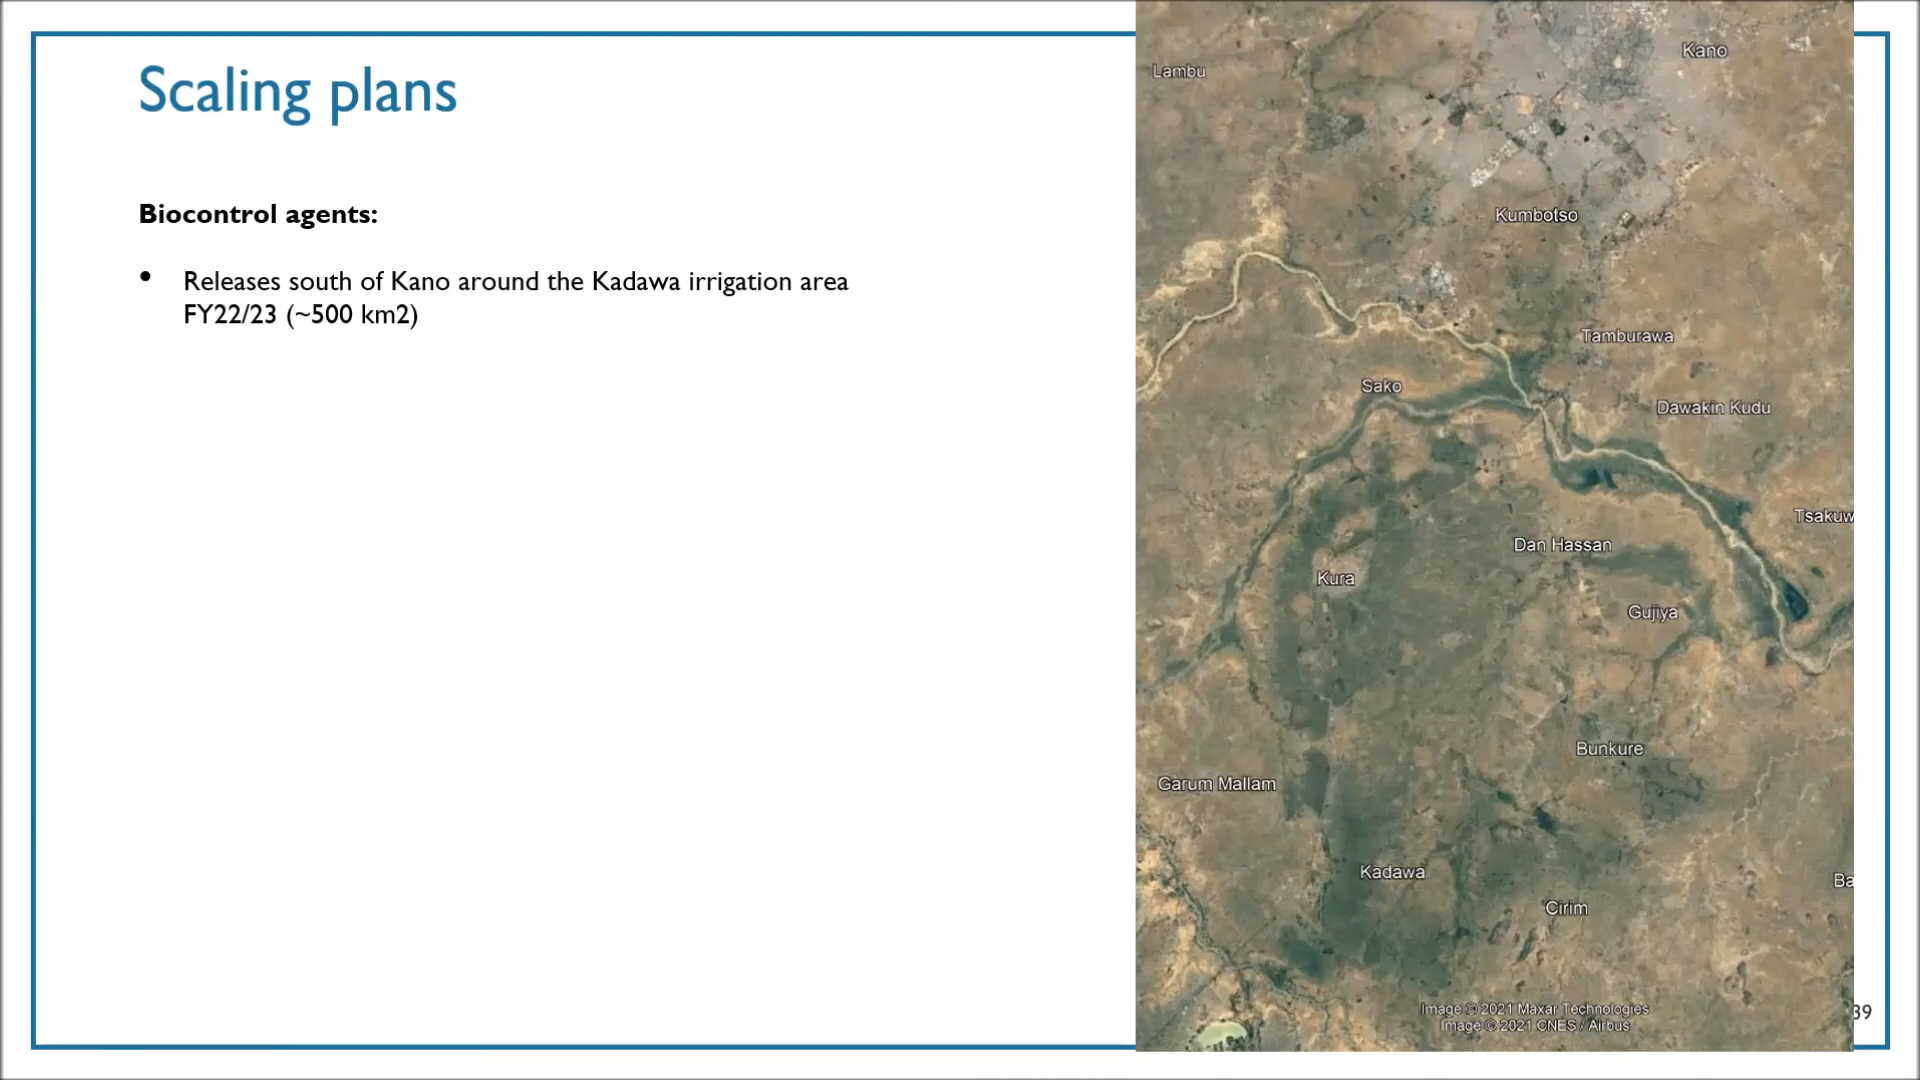 Scaling plans
Biocontrol agents:
• Releases south of Kano around the Kadawa irrigation area
FY22/23 (~500 km2)
Kano
Lambu
Kumbotso
Tamburawa
Sako
Dawakin Kudu
Tsakuw
Dan Hassan
Kura
Gujiya
Bunkure
Garum Mallam
Kadawa
Ba
Cirim
Image © 2021 Maxar Technologies
Image © 2021 CNES / Airbus
39